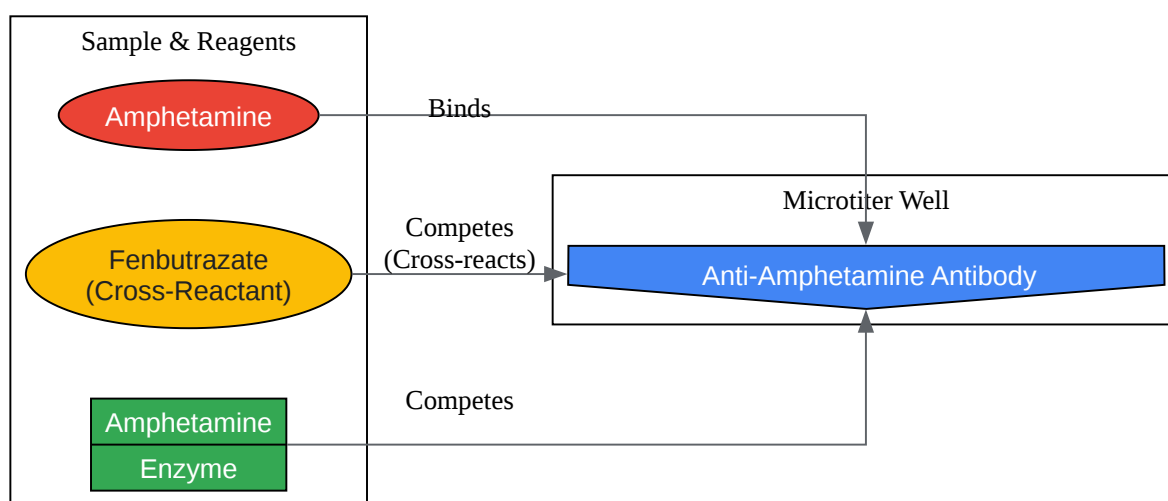 Sample & Reagents
Amphetamine
Binds
Microtiter Well
Competes
(Cross-reacts)
Fenbutrazate
(Cross-Reactant)
Anti-Amphetamine Antibody
Competes
Amphetamine
Enzyme